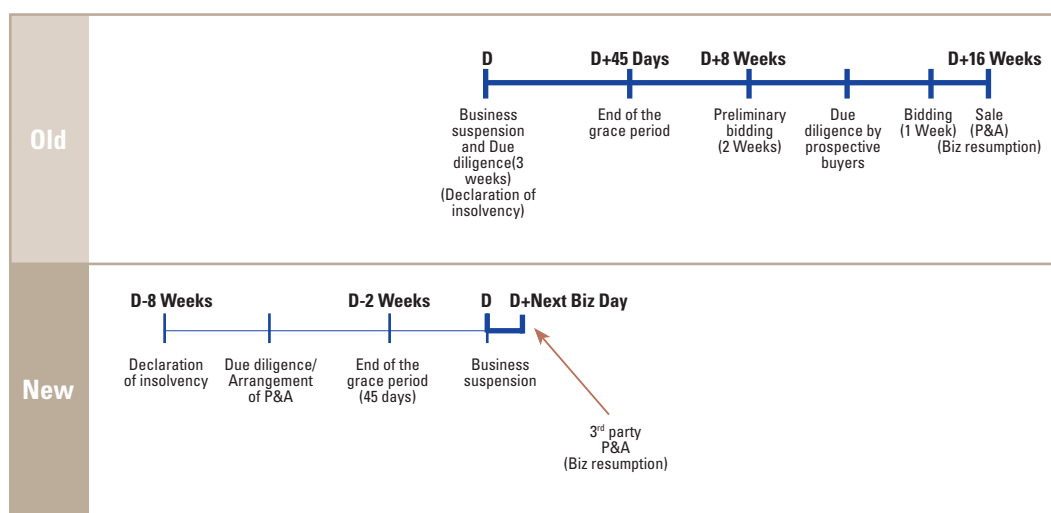 Old
D
D+45 Days
D+8 Weeks
D+16 Weeks
Business
suspension
and Due
diligence(3
weeks)
(Declaration of
insolvency)
End of the
grace period
Preliminary
bidding
(2 Weeks)
Due
diligence by
prospective
buyers
Bidding
(1 Week)
Sale
(P&A)
(Biz resumption)
New
D-8 Weeks
D-2 Weeks
D
D+Next Biz Day
Declaration
of insolvency
Due diligence/
Arrangement
of P&A
End of the
grace period
(45 days)
Business
suspension
3rd party
P&A
(Biz resumption)